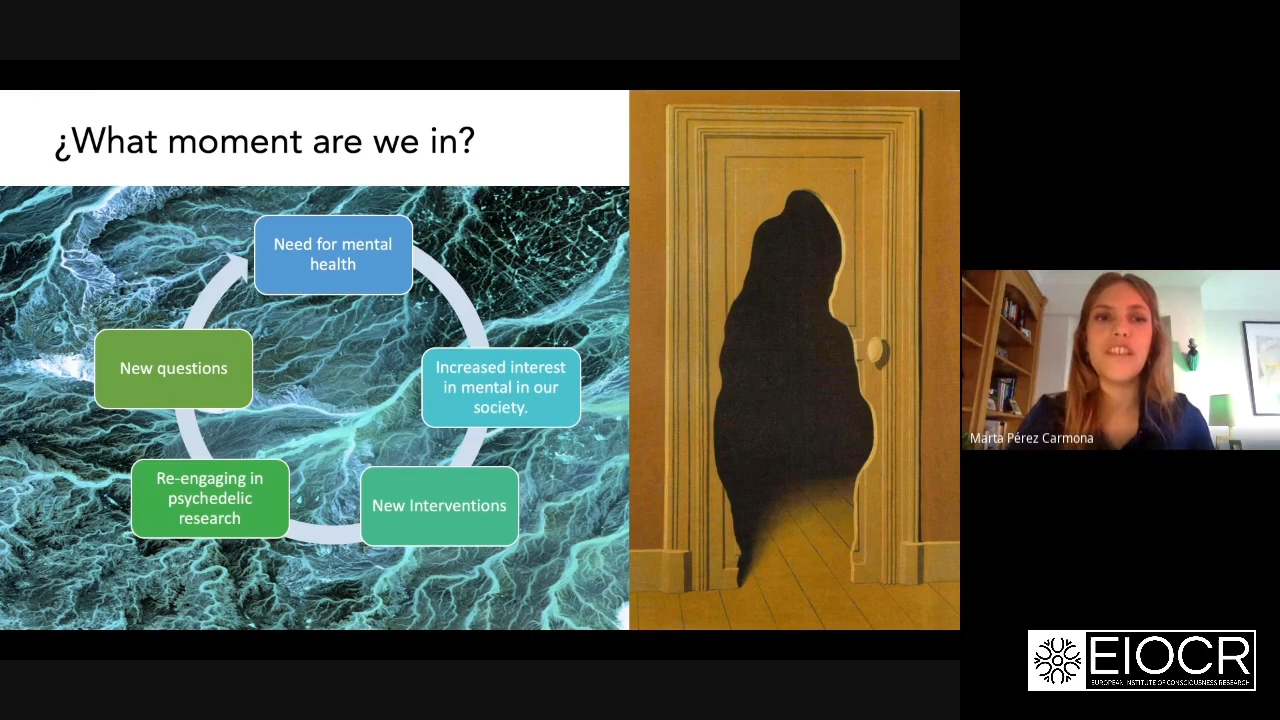 ¿What moment are we in?
Need for mental
health
Increased interest
in mental in our
society.
New Interventions
Re-engaging in
psychedelic
research
New questions
Marta Pérez Carmona
EIOCR
EUROPEAN INSTITUTE OF CONSCIOUSNESS RESEARCH